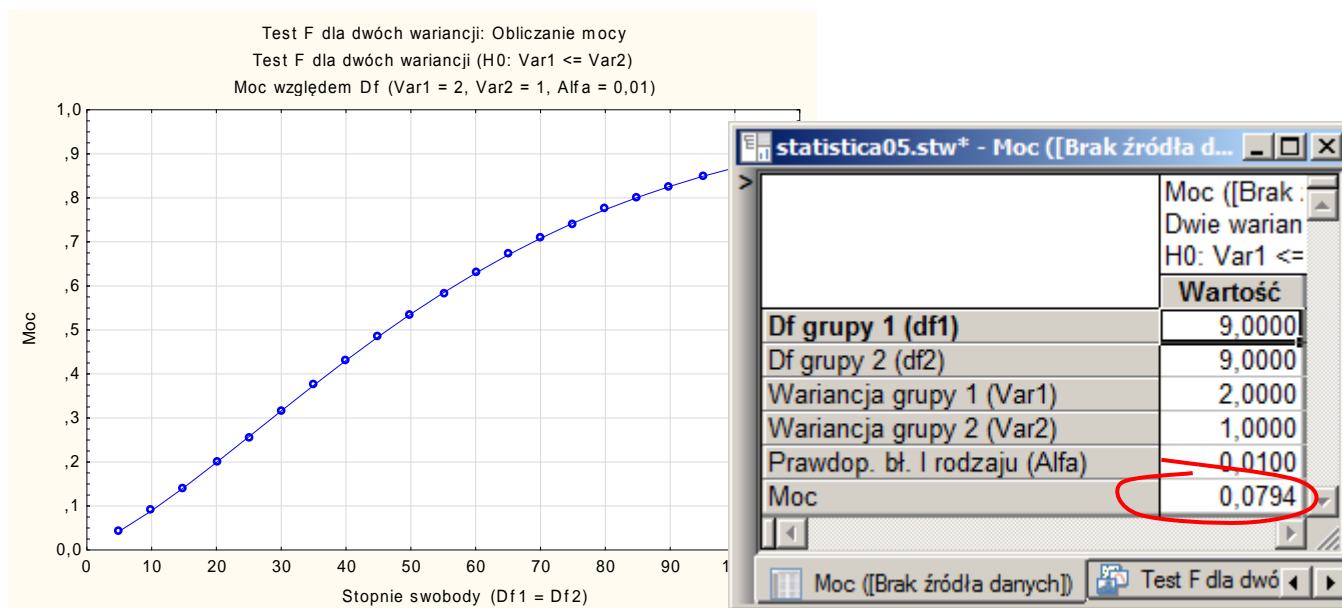 Test F dla dwóch wariancji: Obliczanie mocy
Test F dla dwóch wariancji (H0: Var1 <= Var2)
Moc względem Df (Var1 = 2, Var2 = 1, Alfa = 0,01)
1,0
,9
,8
,7
,6
,5
,4
,3
,2
,1
0,0
Moc
0 10 20 30 40 50 60 70 80 90 1
Stopnie swobody (Df1 = Df2)
statistica05.stw* - Moc ([Brak źródła d...
>
Moc ([Brak :
Dwie warian
H0: Var1 <=
Wartość
Df grupy 1 (df1) 9,0000
Df grupy 2 (df2) 9,0000
Wariancja grupy 1 (Var1) 2,0000
Wariancja grupy 2 (Var2) 1,0000
Prawdop. bł. I rodzaju (Alfa) 0,0100
Moc 0,0794
Moc ([Brak źródła danych]) Test F dla dwó